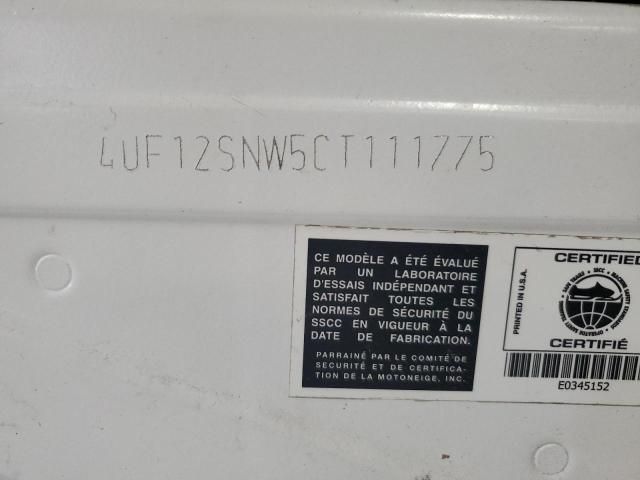 4UF12SNW5CT111775
CE MODÈLE A ÉTÉ ÉVALUÉ
PAR UN LABORATOIRE
D'ESSAIS INDÉPENDANT ET
SATISFAIT TOUTES LES
NORMES DE SÉCURITÉ DU
SSCC EN VIGUEUR À LA
DATE DE FABRICATION.
PARRAINÉ PAR LE COMITÉ DE
SÉCURITÉ ET DE CERTIFICA-
TION DE LA MOTONEIGE, INC.
PRINTED IN U.S.A.
CERTIFIED
SSCC
CERTIFIÉ
E0345152